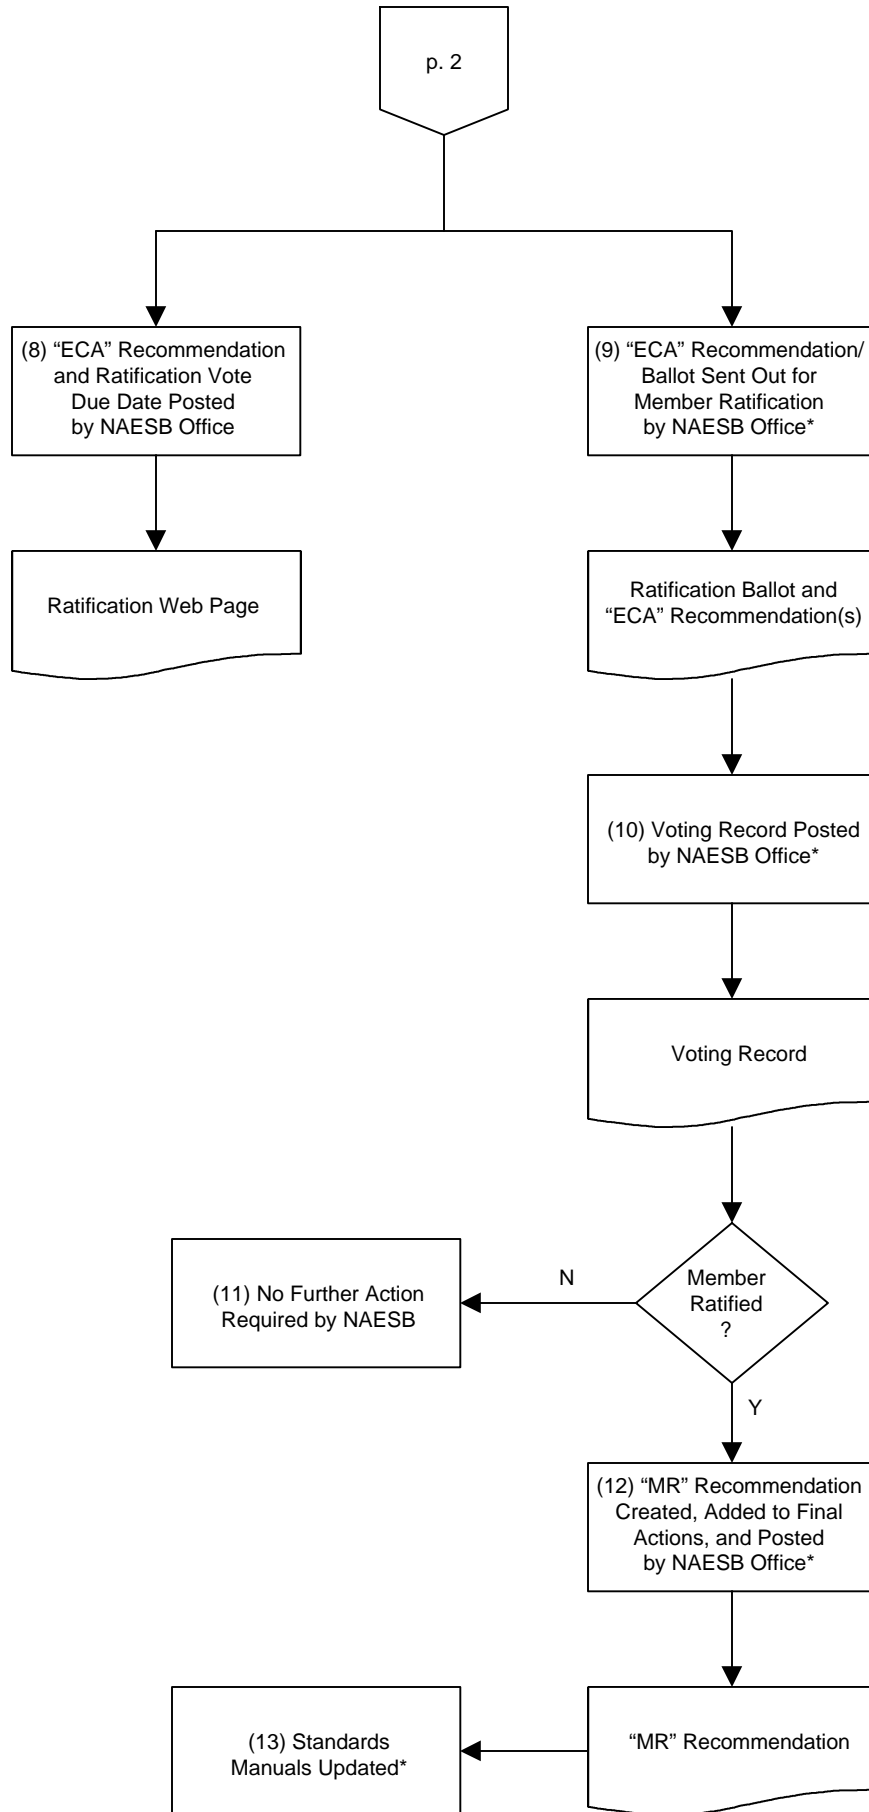 p. 2
(8) “ECA” Recommendation
and Ratification Vote
Due Date Posted
by NAESB Office
(9) “ECA” Recommendation/
Ballot Sent Out for
Member Ratification
by NAESB Office*
Ratification Web Page
Ratification Ballot and
“ECA” Recommendation(s)
(10) Voting Record Posted
by NAESB Office*
Voting Record
Member
Ratified
?
N
(11) No Further Action
Required by NAESB
Y
(12) “MR” Recommendation
Created, Added to Final
Actions, and Posted
by NAESB Office*
“MR” Recommendation
(13) Standards
Manuals Updated*